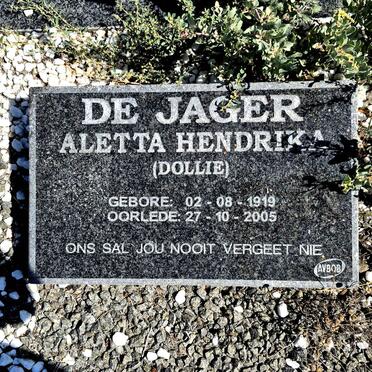 DE JAGER
ALETTA HENDRIKA
(DOLLIE)
GEBORE: 02 - 08 - 1919
OORLEDE: 27 - 10 - 2005
ONS SAL JOU NOOIT VERGEET NIE
AVBOB